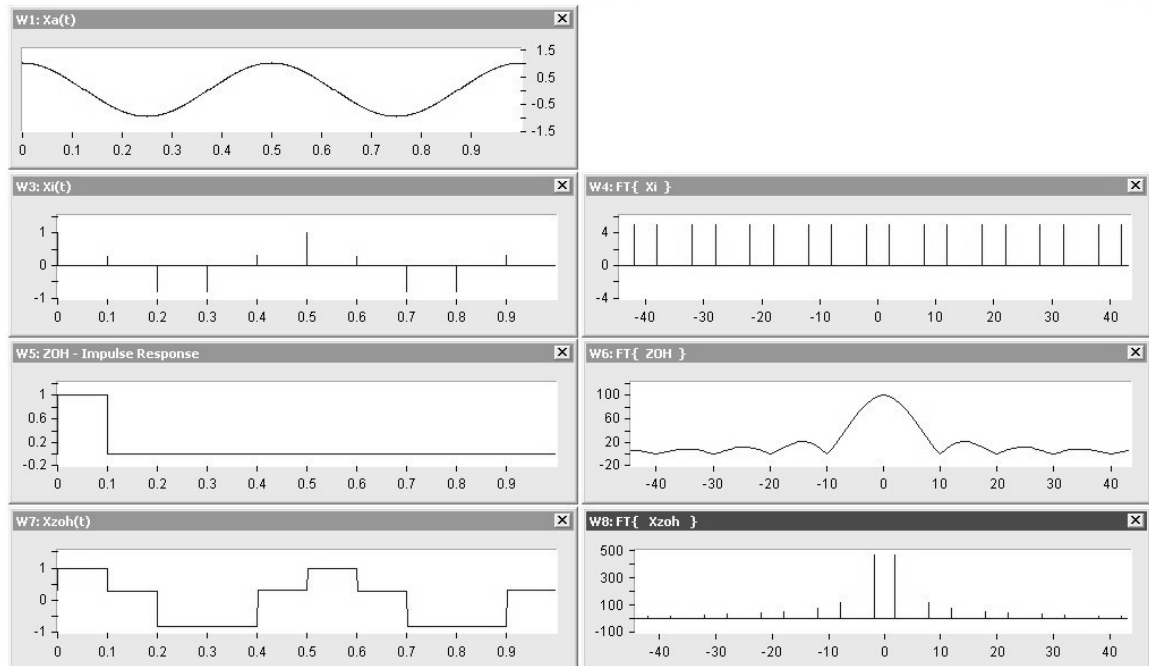 W1: Xa(t)
1.5
0.5
-0.5
-1.5
0 0.1 0.2 0.3 0.4 0.5 0.6 0.7 0.8 0.9
W3: Xi(t)
1
0
-1
0 0.1 0.2 0.3 0.4 0.5 0.6 0.7 0.8 0.9
W4: FT{ Xi }
4
0
-4
-40 -30 -20 -10 0 10 20 30 40
W5: ZOH - Impulse Response
1
0.6
0.2
-0.2
0 0.1 0.2 0.3 0.4 0.5 0.6 0.7 0.8 0.9
W6: FT{ ZOH }
100
60
20
-20
-40 -30 -20 -10 0 10 20 30 40
W7: Xzoh(t)
1
0
-1
0 0.1 0.2 0.3 0.4 0.5 0.6 0.7 0.8 0.9
W8: FT{ Xzoh }
500
300
100
-100
-40 -30 -20 -10 0 10 20 30 40